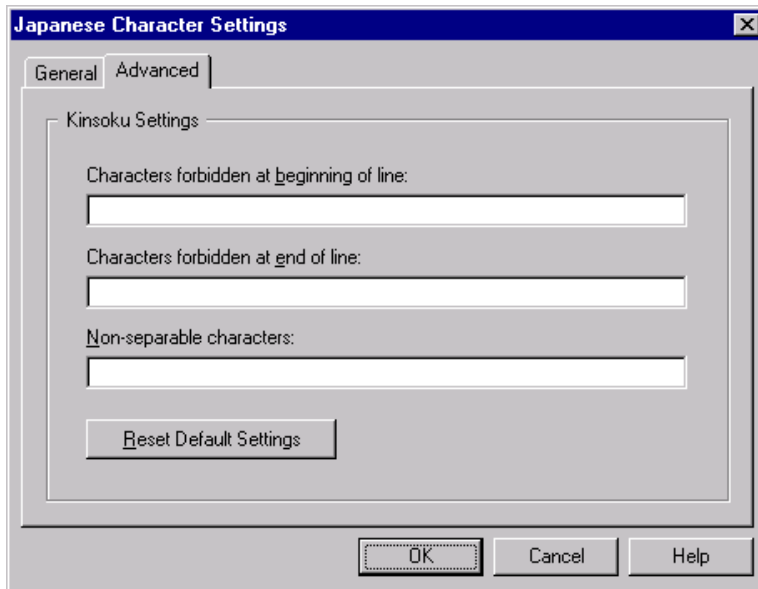 Japanese Character Settings
General
Advanced
Kinsoku Settings
Characters forbidden at beginning of line:
Characters forbidden at end of line:
Non-separable characters:
Reset Default Settings
OK
Cancel
Help